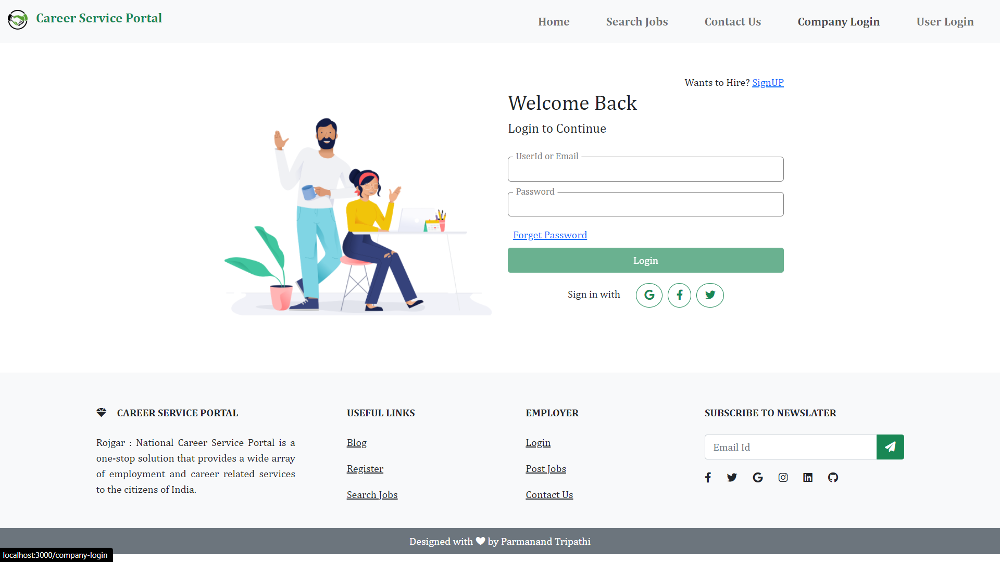 Career Service Portal
Home
Search Jobs
Contact Us
Company Login
User Login
Wants to Hire? SignUP
Welcome Back
Login to Continue
UserId or Email
Password
Forget Password
Login
Sign in with
CAREER SERVICE PORTAL
Rojgar : National Career Service Portal is a
one-stop solution that provides a wide array
of employment and career related services
to the citizens of India.
USEFUL LINKS
Blog
Register
Search Jobs
EMPLOYER
Login
Post Jobs
Contact Us
SUBSCRIBE TO NEWSLATER
Email Id
Designed with by Parmanand Tripathi
localhost:3000/company-login